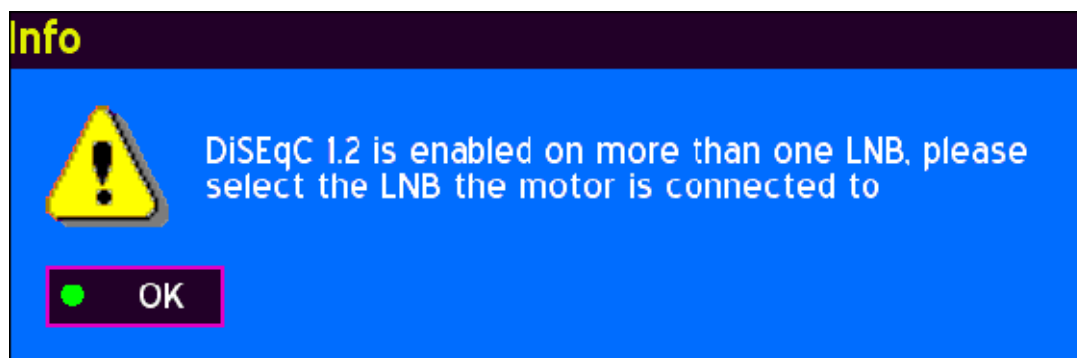 Info
DiSEqC 1.2 is enabled on more than one LNB, please
select the LNB the motor is connected to
OK